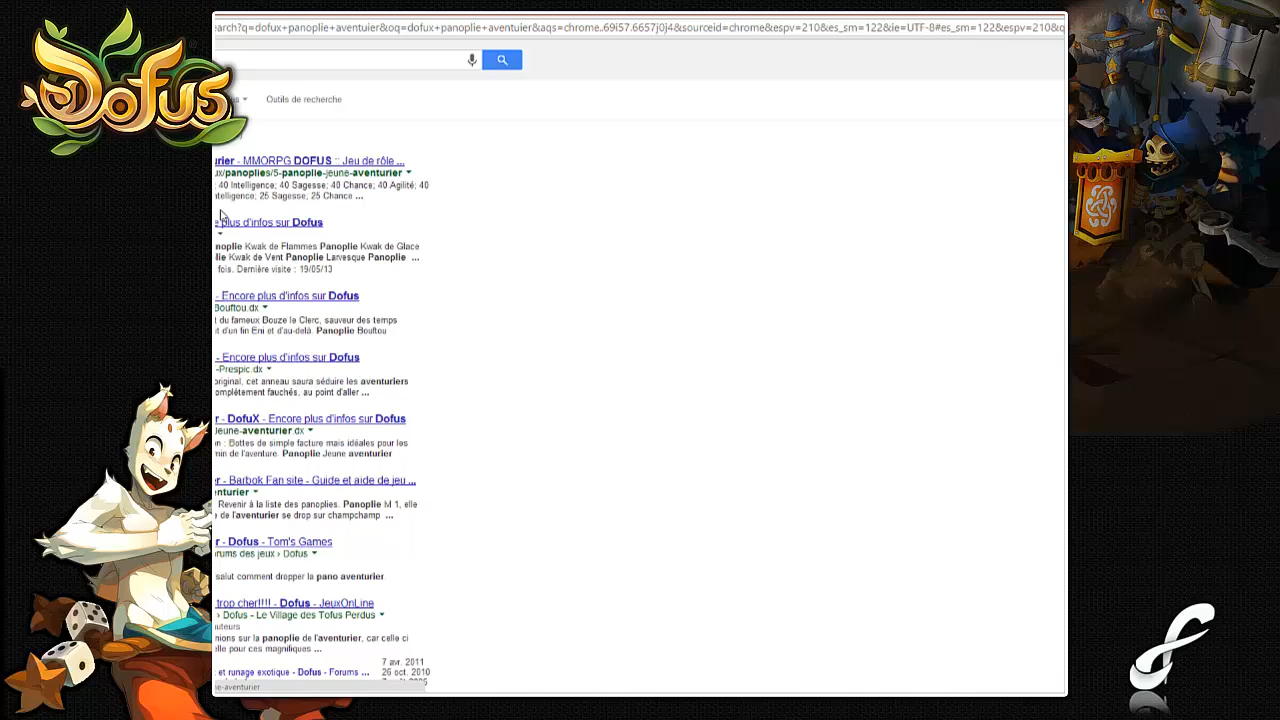 DOFUS
earch?q=dofux+panoplie+aventuier&oq=dofux+panoplie+aventuier&aqs=chrome..69i57.6657j0j4&sourceid=chrome&espv=210&es_sm=122&ie=UTF-8#es_sm=122&espv=210&q
Outils de recherche
urier - MMORPG DOFUS :: Jeu de rôle ...
ux/panoplies/5-panoplie-jeune-aventurier
; 40 Intelligence; 40 Sagesse; 40 Chance; 40 Agilité; 40
ntelligence; 25 Sagesse, 25 Chance ...
e plus d'infos sur Dofus
noplie Kwak de Flammes Panoplie Kwak de Glace
lie Kwak de Vent Panoplie Larvesque Panoplie ...
fois. Dernière visite : 19/05/13
- Encore plus d'infos sur Dofus
Bouftou.dx
t du fameux Bouze le Clerc, sauveur des temps
t d'un fin Eni et d'au-delà. Panoplie Bouftou
- Encore plus d'infos sur Dofus
-Prespic.dx
original, cet anneau saura séduire les aventuriers
omplétement fauchés, au point d'aller ...
r - DofuX - Encore plus d'infos sur Dofus
Jeune-aventurier.dx
on : Bottes de simple facture mais idéales pour les
min de l'aventure. Panoplie Jeune aventurier
r - Barbok Fan site - Guide et aide de jeu ...
enturier
Revenir à la liste des panoplies. Panoplie lvl 1, elle
e de l'aventurier se drop sur champchamp ...
r - Dofus - Tom's Games
rums des jeux › Dofus
salut comment dropper la pano aventurier.
trop cher!!!! - Dofus - JeuxOnLine
› Dofus - Le Village des Tofus Perdus
auteurs
nions sur la panoplie de l'aventurier, car celle ci
elle pour ces magnifiques ...
7 avr. 2011
et runage exotique - Dofus - Forums ... 26 oct. 2010
ne-aventurier